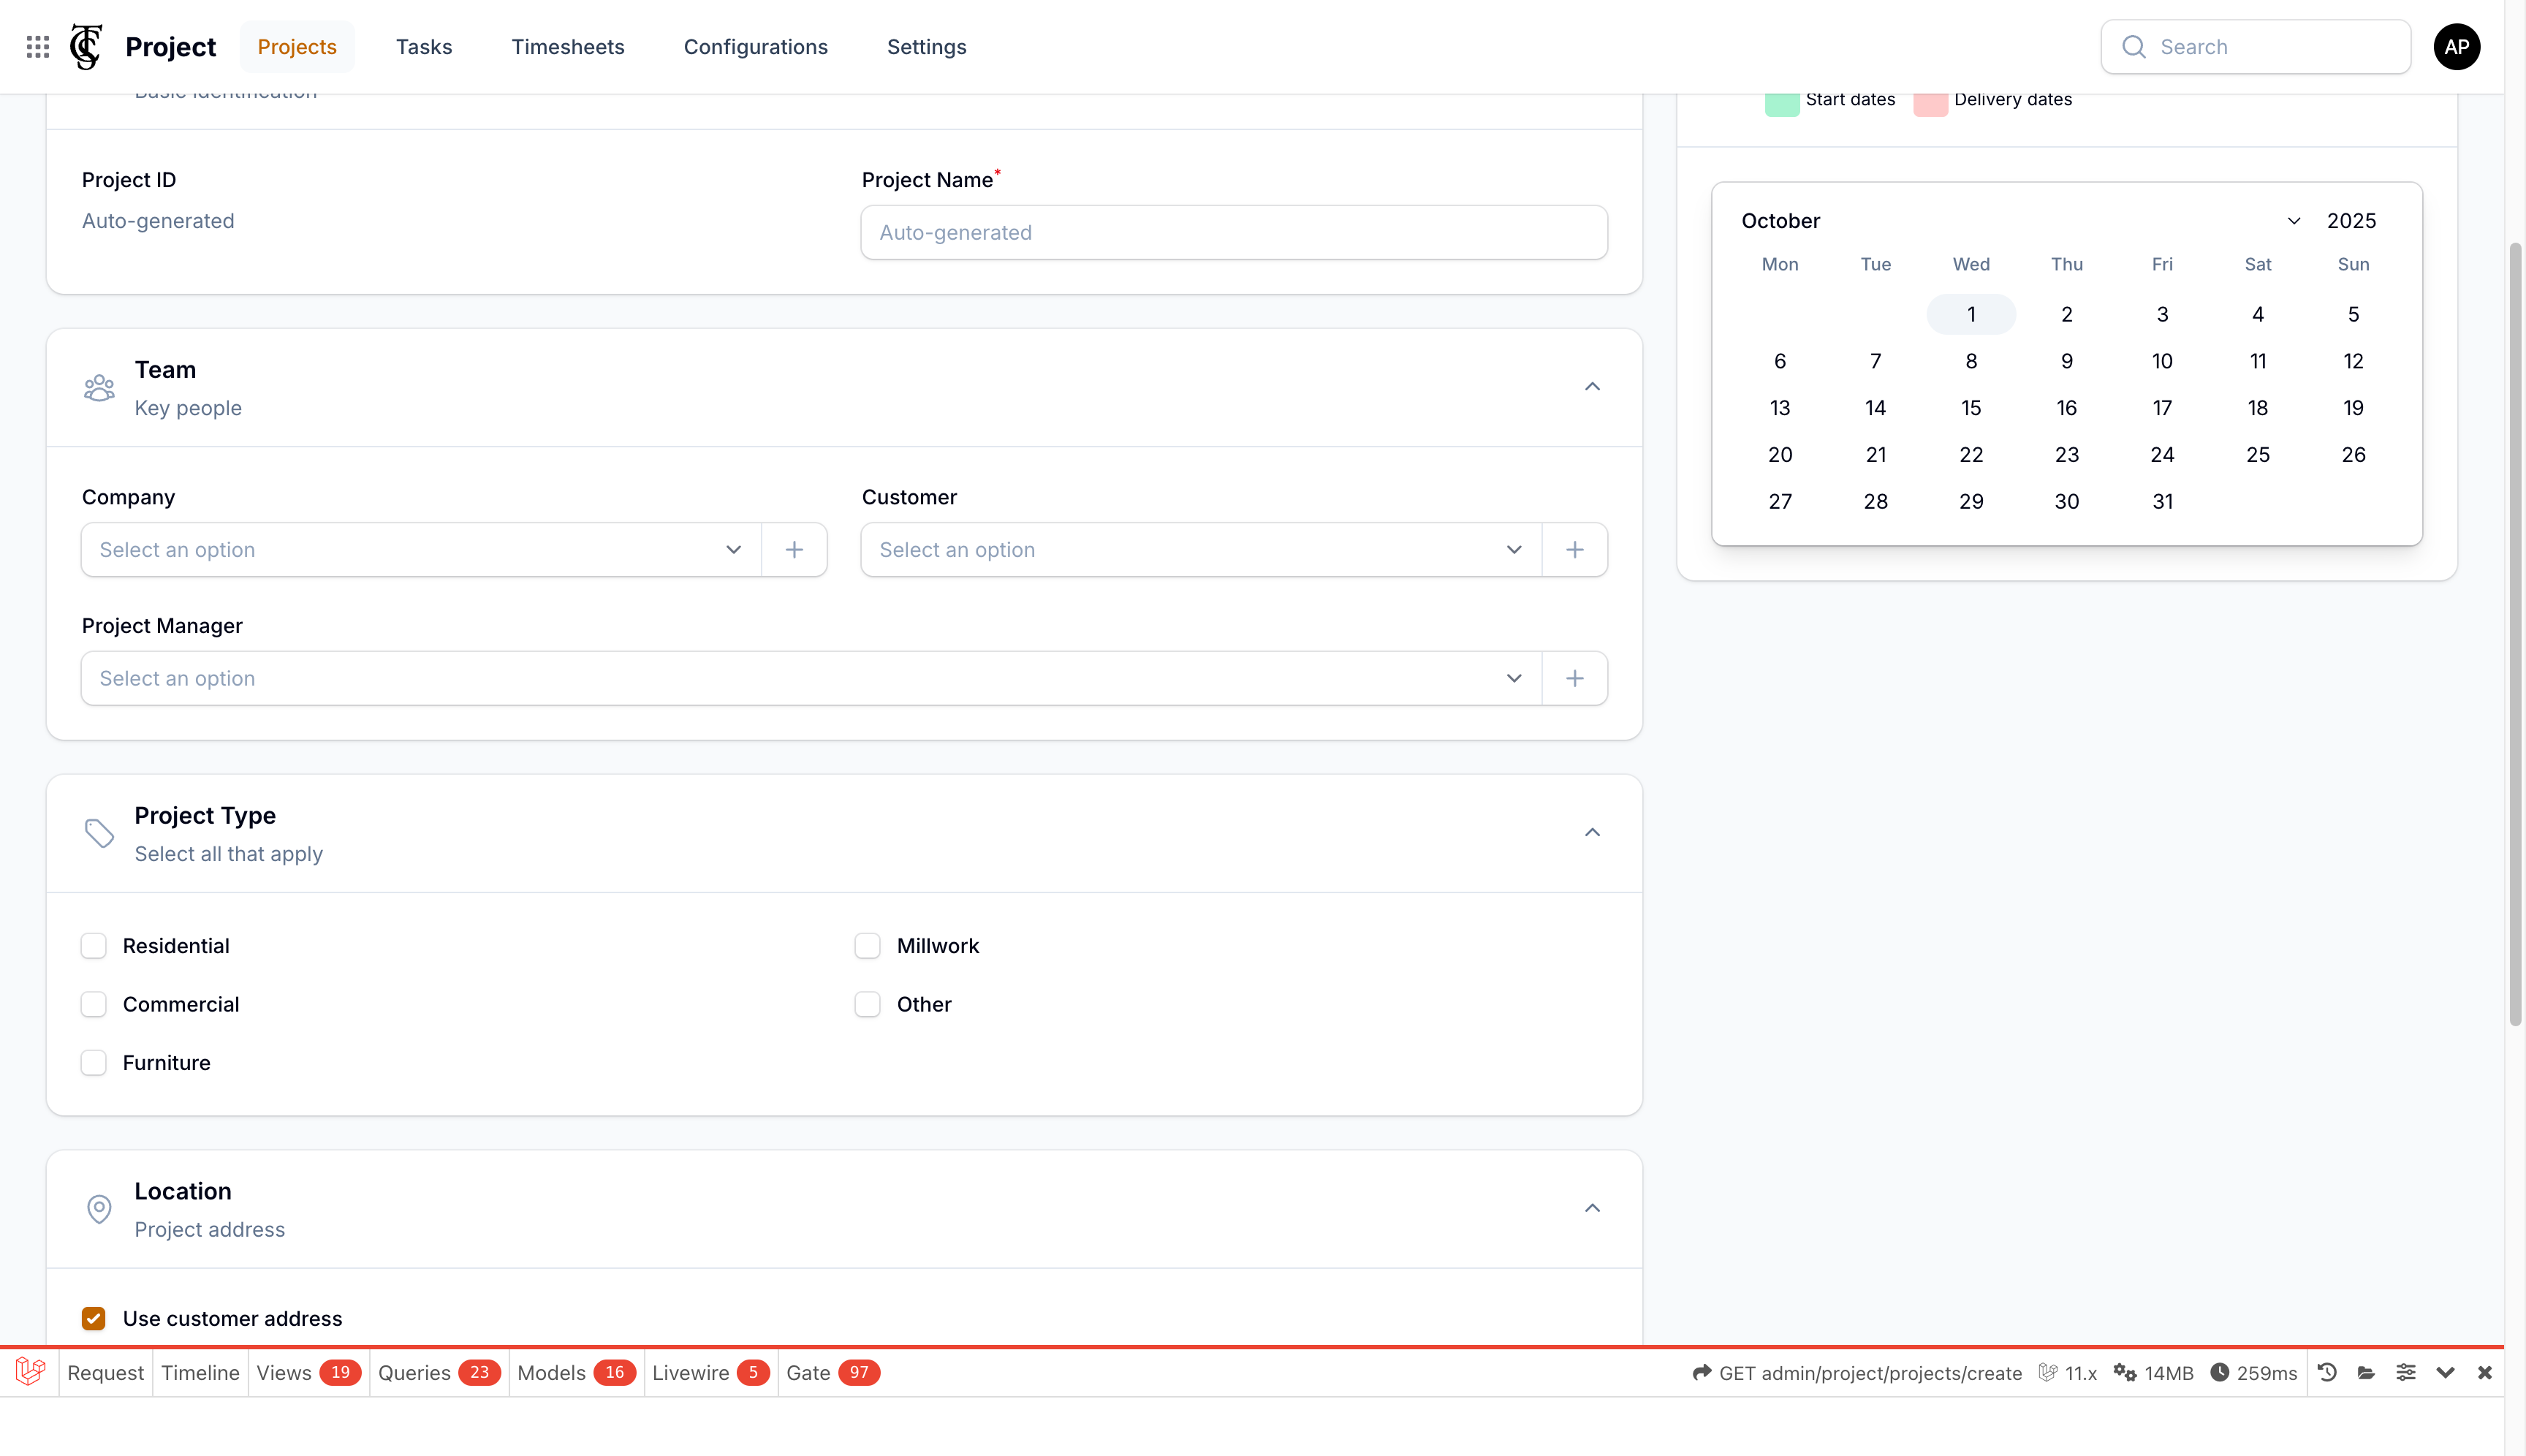 Project
Projects
Tasks
Timesheets
Configurations
Settings
Search
AP
Basic identification
Project ID
Auto-generated
Project Name*
Auto-generated
Team
Key people
Company
Select an option
Customer
Select an option
Project Manager
Select an option
Project Type
Select all that apply
Residential
Millwork
Commercial
Other
Furniture
Location
Project address
Use customer address
Start dates
Delivery dates
October 2025
Mon Tue Wed Thu Fri Sat Sun
1 2 3 4 5
6 7 8 9 10 11 12
13 14 15 16 17 18 19
20 21 22 23 24 25 26
27 28 29 30 31
Request Timeline Views 19 Queries 23 Models 16 Livewire 5 Gate 97 GET admin/project/projects/create 11.x 14MB 259ms